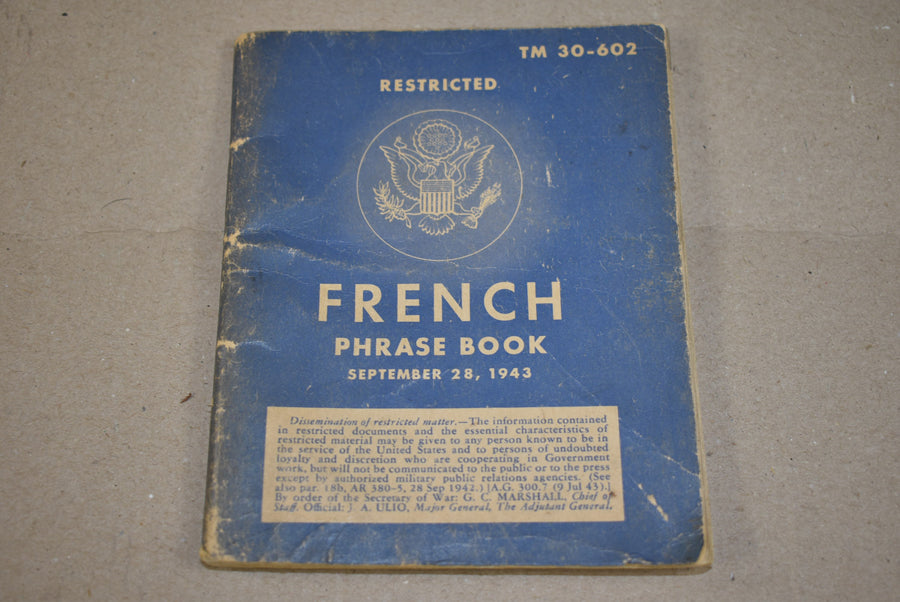 TM 30-602
RESTRICTED
FRENCH
PHRASE BOOK
SEPTEMBER 28, 1943
Dissemination of restricted matter.—The information contained
in restricted documents and the essential characteristics of
restricted material may be given to any person known to be in
the service of the United States and to persons of undoubted
loyalty and discretion who are cooperating in Government
work, but will not be communicated to the public or to the press
except by authorized military public relations agencies. (See
also par. 18b, AR 380-5, 28 Sep 1942.) [A.G. 300.7 (9 Jul 43).]
By order of the Secretary of War: G. C. MARSHALL, Chief of
Staff. Official: J. A. ULIO, Major General, The Adjutant General.